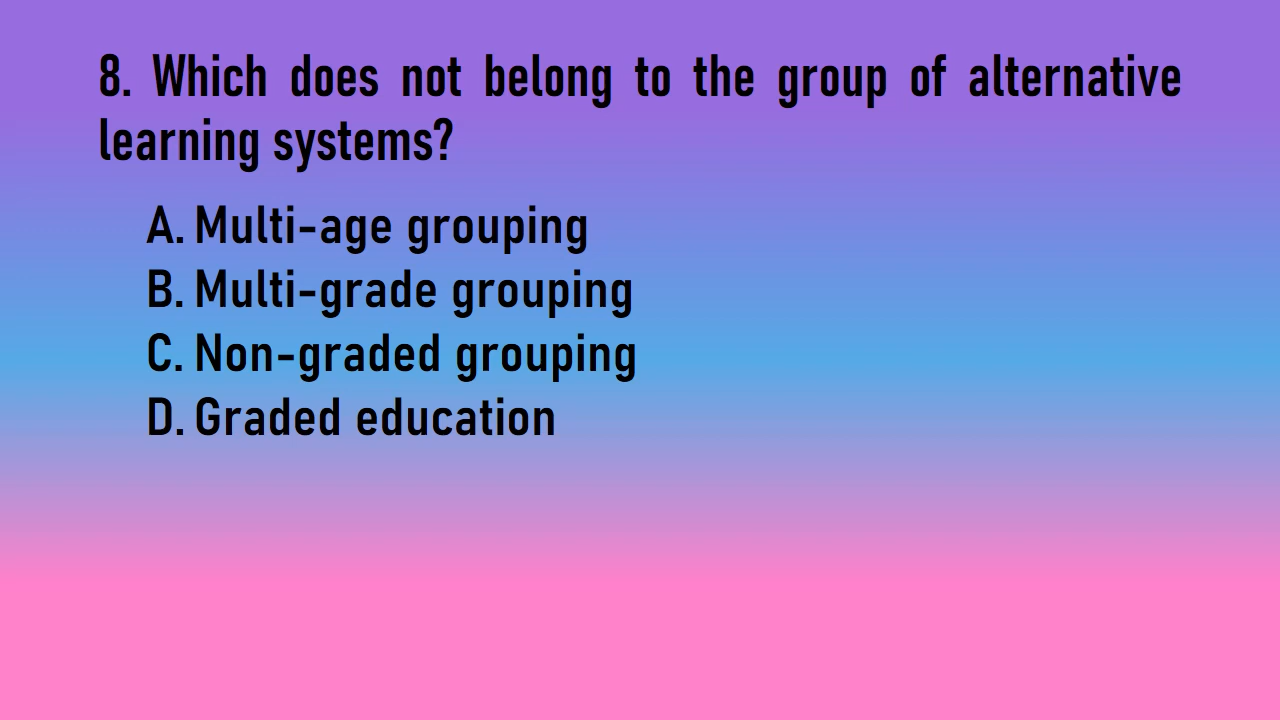 8. Which does not belong to the group of alternative
learning systems?
A. Multi-age grouping
B. Multi-grade grouping
C. Non-graded grouping
D. Graded education